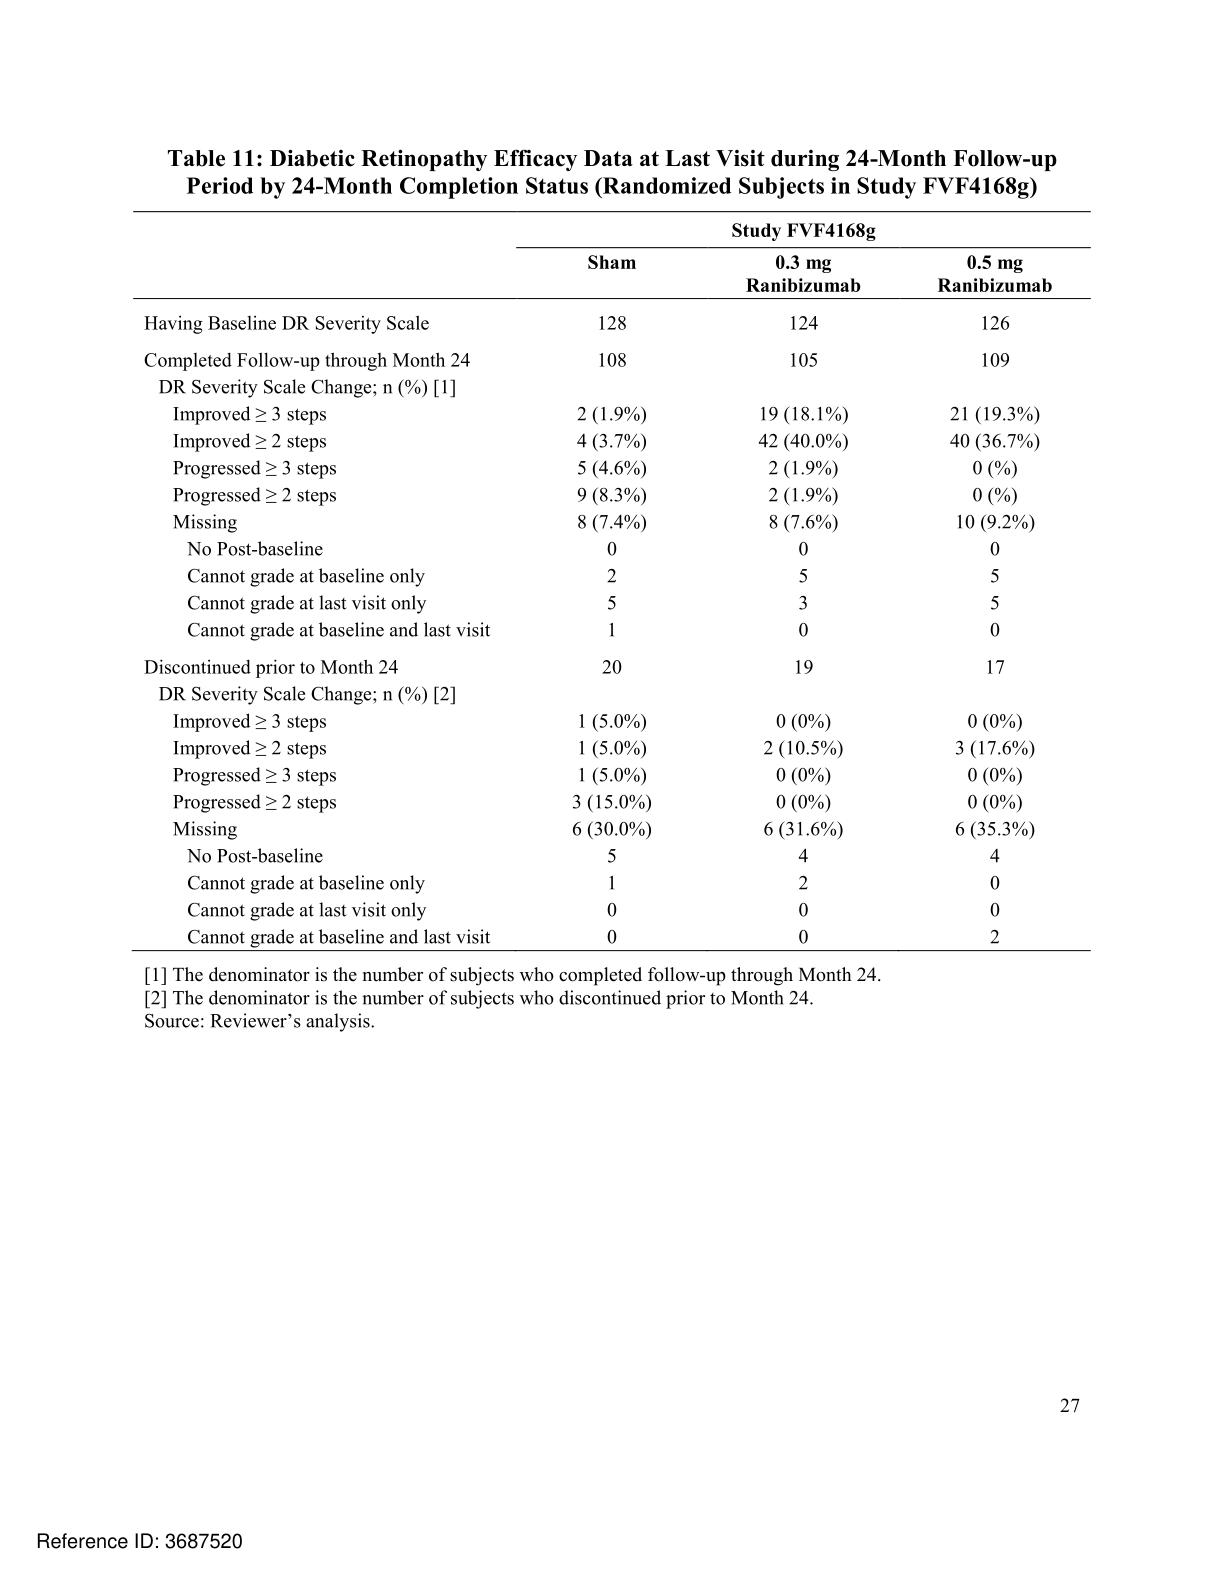 Table 11: Diabetic Retinopathy Efficacy Data at Last Visit during 24-Month Follow-up
Period by 24-Month Completion Status (Randomized Subjects in Study FVF4168g)
Study FVF4168g
Sham 0.3 mg 0.5 mg
Ranibizumab Ranibizumab
Having Baseline DR Severity Scale 128 124 126
Completed Follow-up through Month 24 108 105 109
DR Severity Scale Change; n (%) [1]
Improved ≥ 3 steps 2 (1.9%) 19 (18.1%) 21 (19.3%)
Improved ≥ 2 steps 4 (3.7%) 42 (40.0%) 40 (36.7%)
Progressed ≥ 3 steps 5 (4.6%) 2 (1.9%) 0 (%)
Progressed ≥ 2 steps 9 (8.3%) 2 (1.9%) 0 (%)
Missing 8 (7.4%) 8 (7.6%) 10 (9.2%)
No Post-baseline 0 0 0
Cannot grade at baseline only 2 5 5
Cannot grade at last visit only 5 3 5
Cannot grade at baseline and last visit 1 0 0
Discontinued prior to Month 24 20 19 17
DR Severity Scale Change; n (%) [2]
Improved ≥ 3 steps 1 (5.0%) 0 (0%) 0 (0%)
Improved ≥ 2 steps 1 (5.0%) 2 (10.5%) 3 (17.6%)
Progressed ≥ 3 steps 1 (5.0%) 0 (0%) 0 (0%)
Progressed ≥ 2 steps 3 (15.0%) 0 (0%) 0 (0%)
Missing 6 (30.0%) 6 (31.6%) 6 (35.3%)
No Post-baseline 5 4 4
Cannot grade at baseline only 1 2 0
Cannot grade at last visit only 0 0 0
Cannot grade at baseline and last visit 0 0 2
[1] The denominator is the number of subjects who completed follow-up through Month 24.
[2] The denominator is the number of subjects who discontinued prior to Month 24.
Source: Reviewer's analysis.
27
Reference ID: 3687520